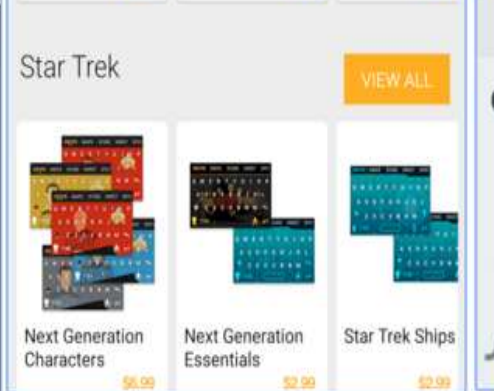 Star Trek
VIEW ALL
Next Generation
Characters
$6.99
Next Generation
Essentials
$2.99
Star Trek Ships
$2.99